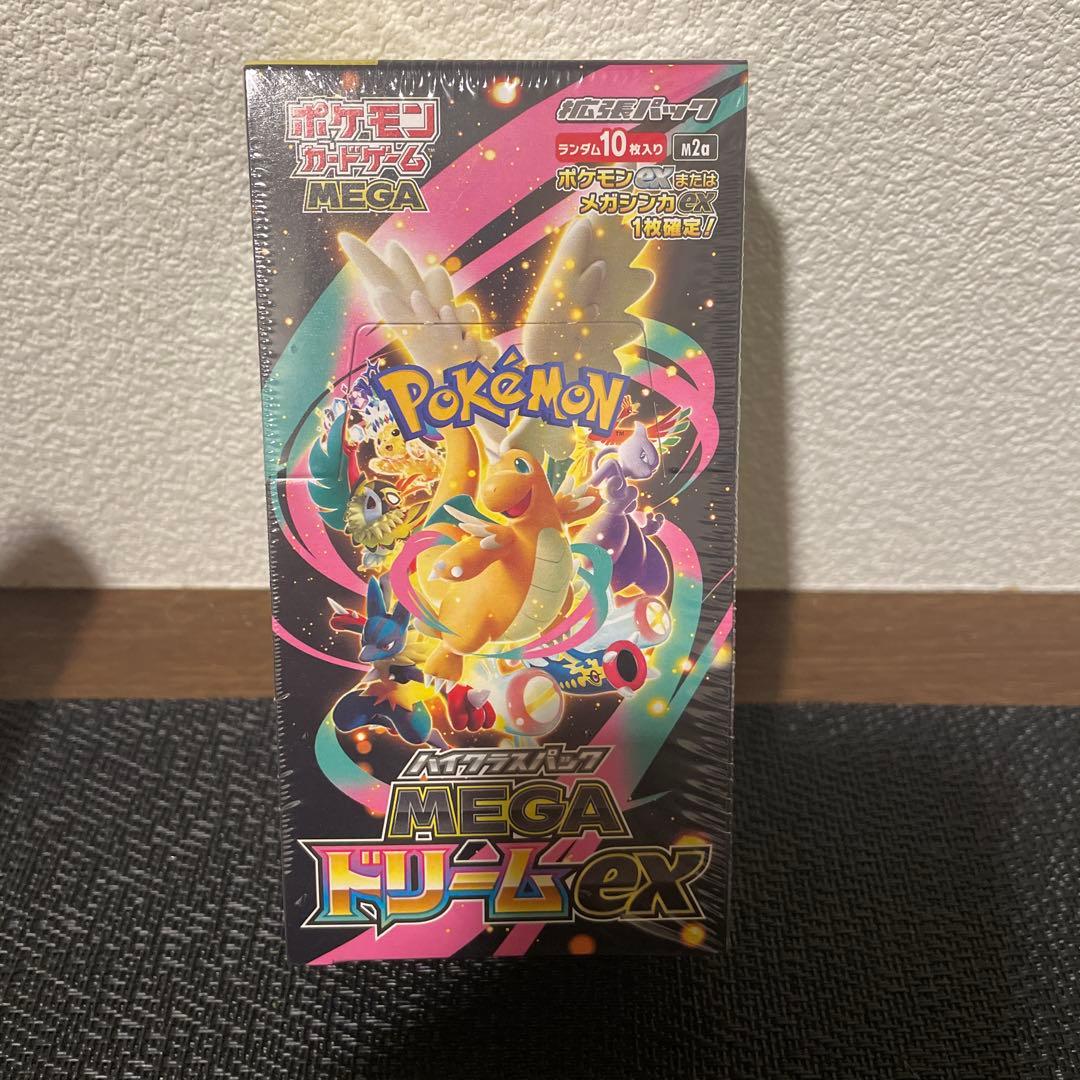 ポケモン
カードゲーム
MEGA
拡張パック
ランダム10枚入り M2a
ポケモンexまたは
メガシンカex
1枚確定!
POKéMON
TM
ハイクラスパック
MEGA
ドリームex